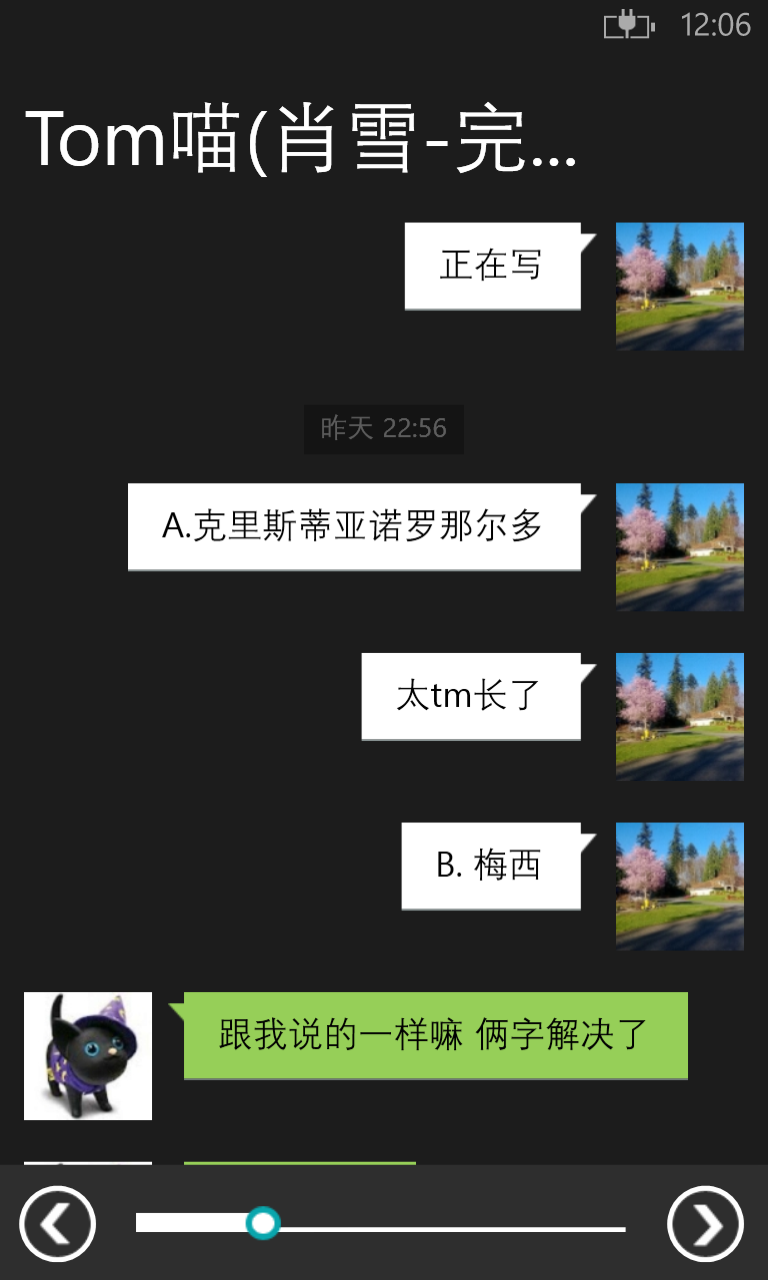 12:06
Tom喵(肖雪-完...
正在写
昨天 22:56
A.克里斯蒂亚诺罗那尔多
太tm长了
B. 梅西
跟我说的一样嘛 俩字解决了